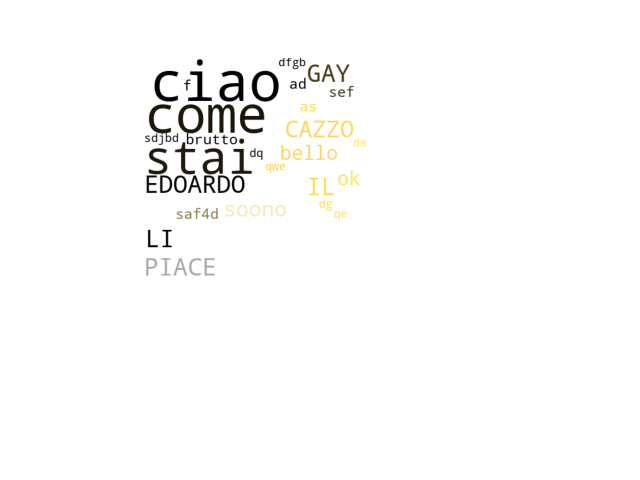 dfgb
ciao GAY
f ad sef
come as
CAZZO
sdjbd brutto da
stai dq bello
qwe
EDOARDO IL ok
saf4d soono dg qe
LI
PIACE